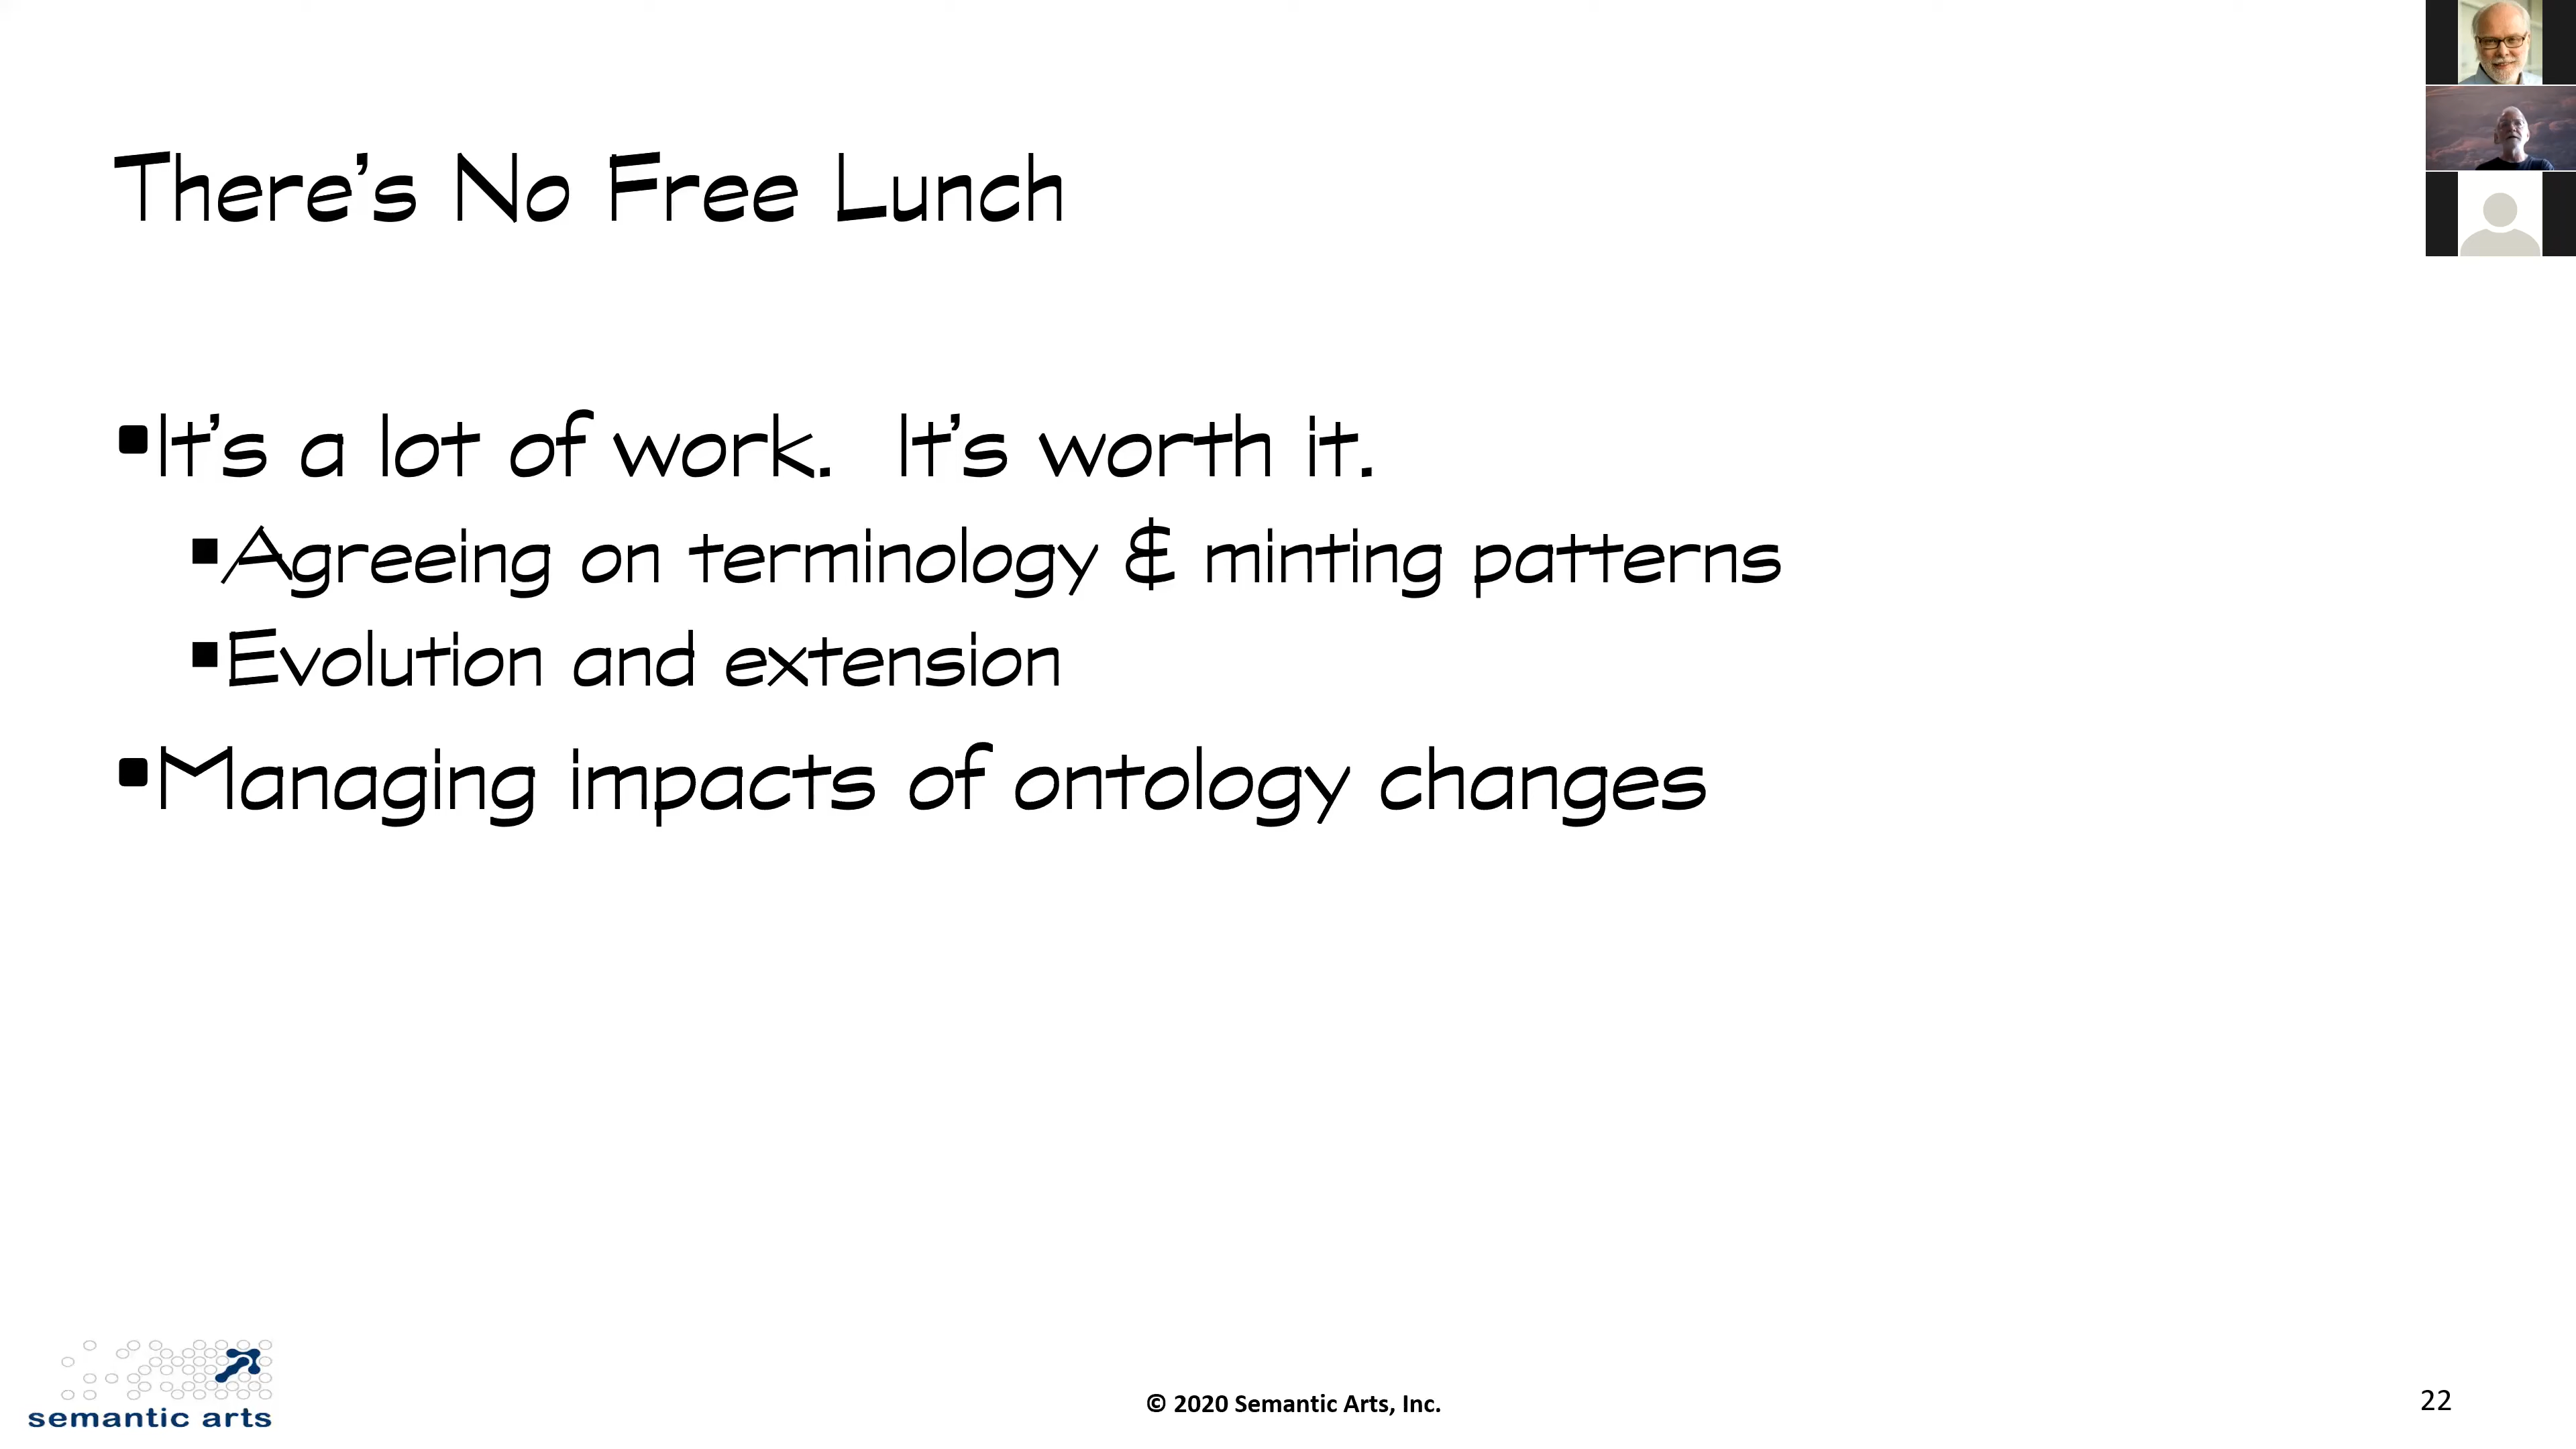 There's No Free Lunch
▪It's a lot of work.  It's worth it.
▪Agreeing on terminology & minting patterns
▪Evolution and extension
▪Managing impacts of ontology changes
semantic arts
© 2020 Semantic Arts, Inc.
22